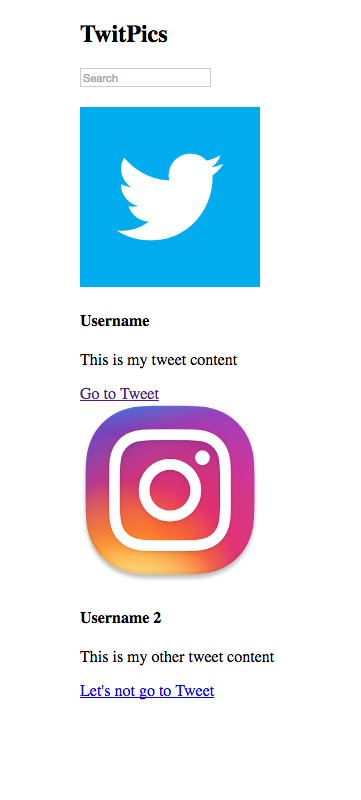 TwitPics
Search
Username
This is my tweet content
Go to Tweet
Username 2
This is my other tweet content
Let's not go to Tweet